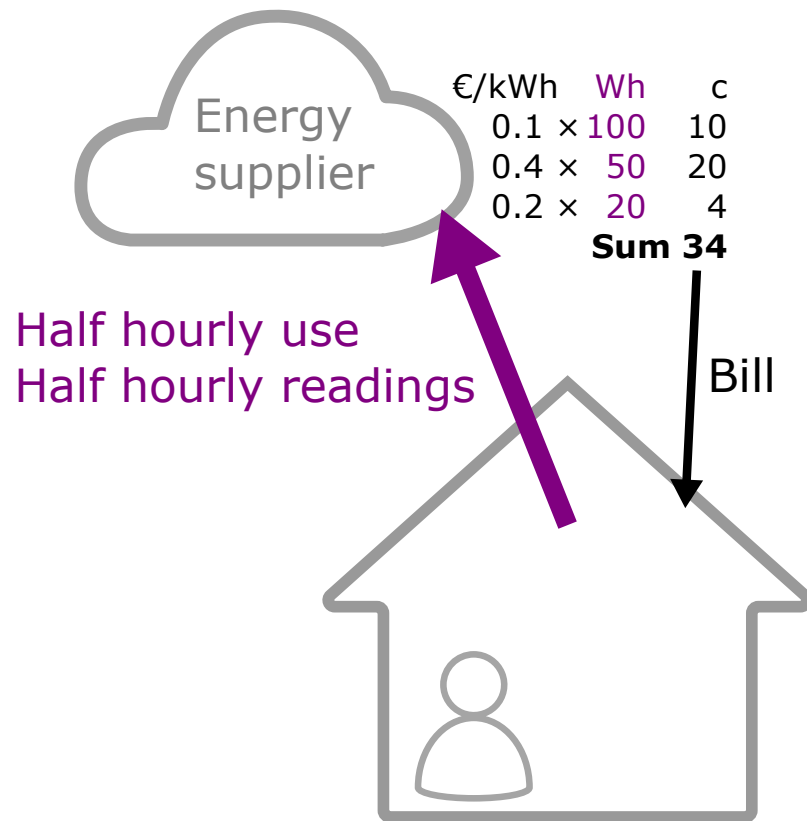 Energy
supplier
€/kWh Wh c
0.1 × 100 10
0.4 × 50 20
0.2 × 20 4
Sum 34
Half hourly use
Half hourly readings
Bill